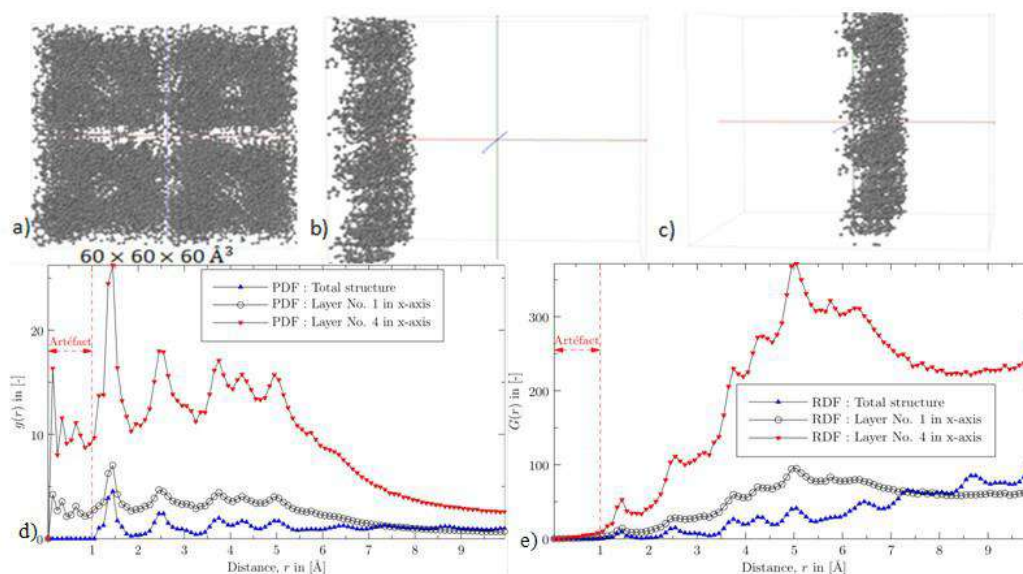 a)
b)
c)
60 × 60 × 60 Å³
PDF : Total structure
PDF : Layer No. 1 in x-axis
PDF : Layer No. 4 in x-axis
Artéfact
g(r) in [-]
20
10
0
1 2 3 4 5 6 7 8 9
Distance, r in [Å]
d)
RDF : Total structure
RDF : Layer No. 1 in x-axis
RDF : Layer No. 4 in x-axis
Artéfact
G(r) in [-]
300
200
100
0
1 2 3 4 5 6 7 8 9
Distance, r in [Å]
e)